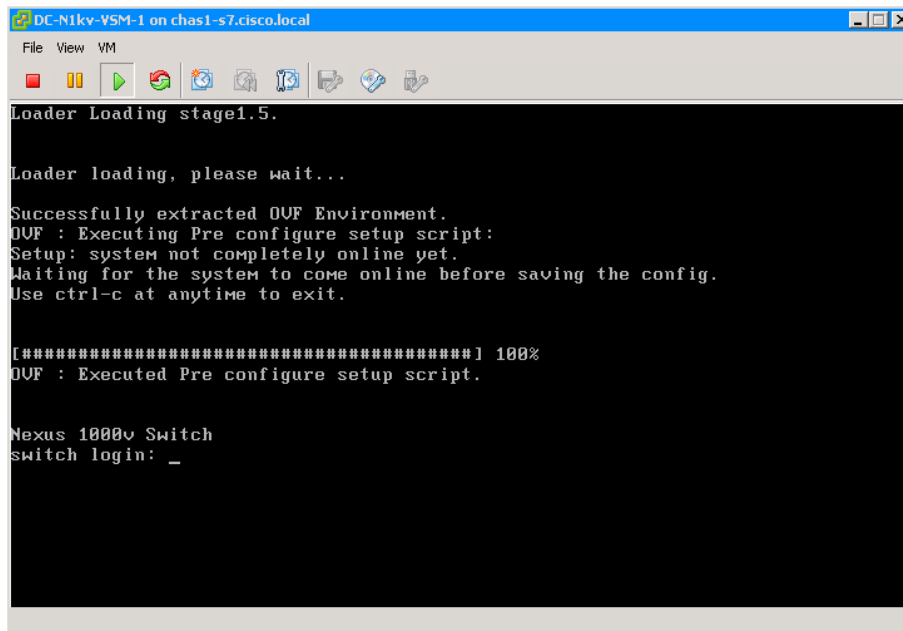 DC-N1kv-VSM-1 on chas1-s7.cisco.local
File View VM
Loader Loading stage1.5.
Loader loading, please wait...
Successfully extracted OVF Environment.
OVF : Executing Pre configure setup script:
Setup: system not completely online yet.
Waiting for the system to come online before saving the config.
Use ctrl-c at anytime to exit.
[########################################] 100%
OVF : Executed Pre configure setup script.
Nexus 1000v Switch
switch login: _